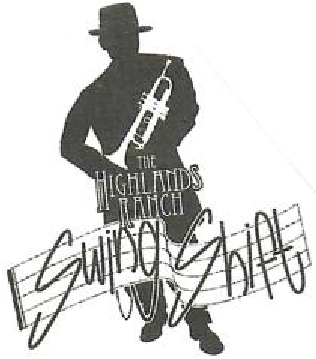 THE
HIGHLANDS
RANCH
Swing Shift